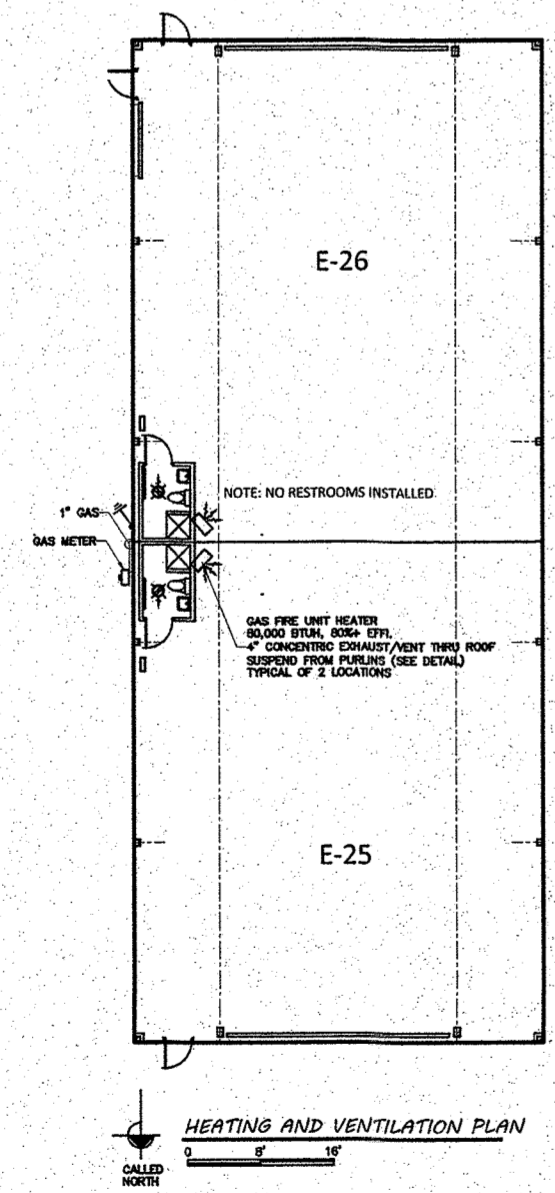 E-26
NOTE: NO RESTROOMS INSTALLED
1" GAS
GAS METER
GAS FIRE UNIT HEATER
80,000 BTUH, 80%+ EFFI.
4" CONCENTRIC EXHAUST/VENT THRU ROOF
SUSPEND FROM PURLINS (SEE DETAIL)
TYPICAL OF 2 LOCATIONS
E-25
HEATING AND VENTILATION PLAN
0 8' 16'
CALLED
NORTH